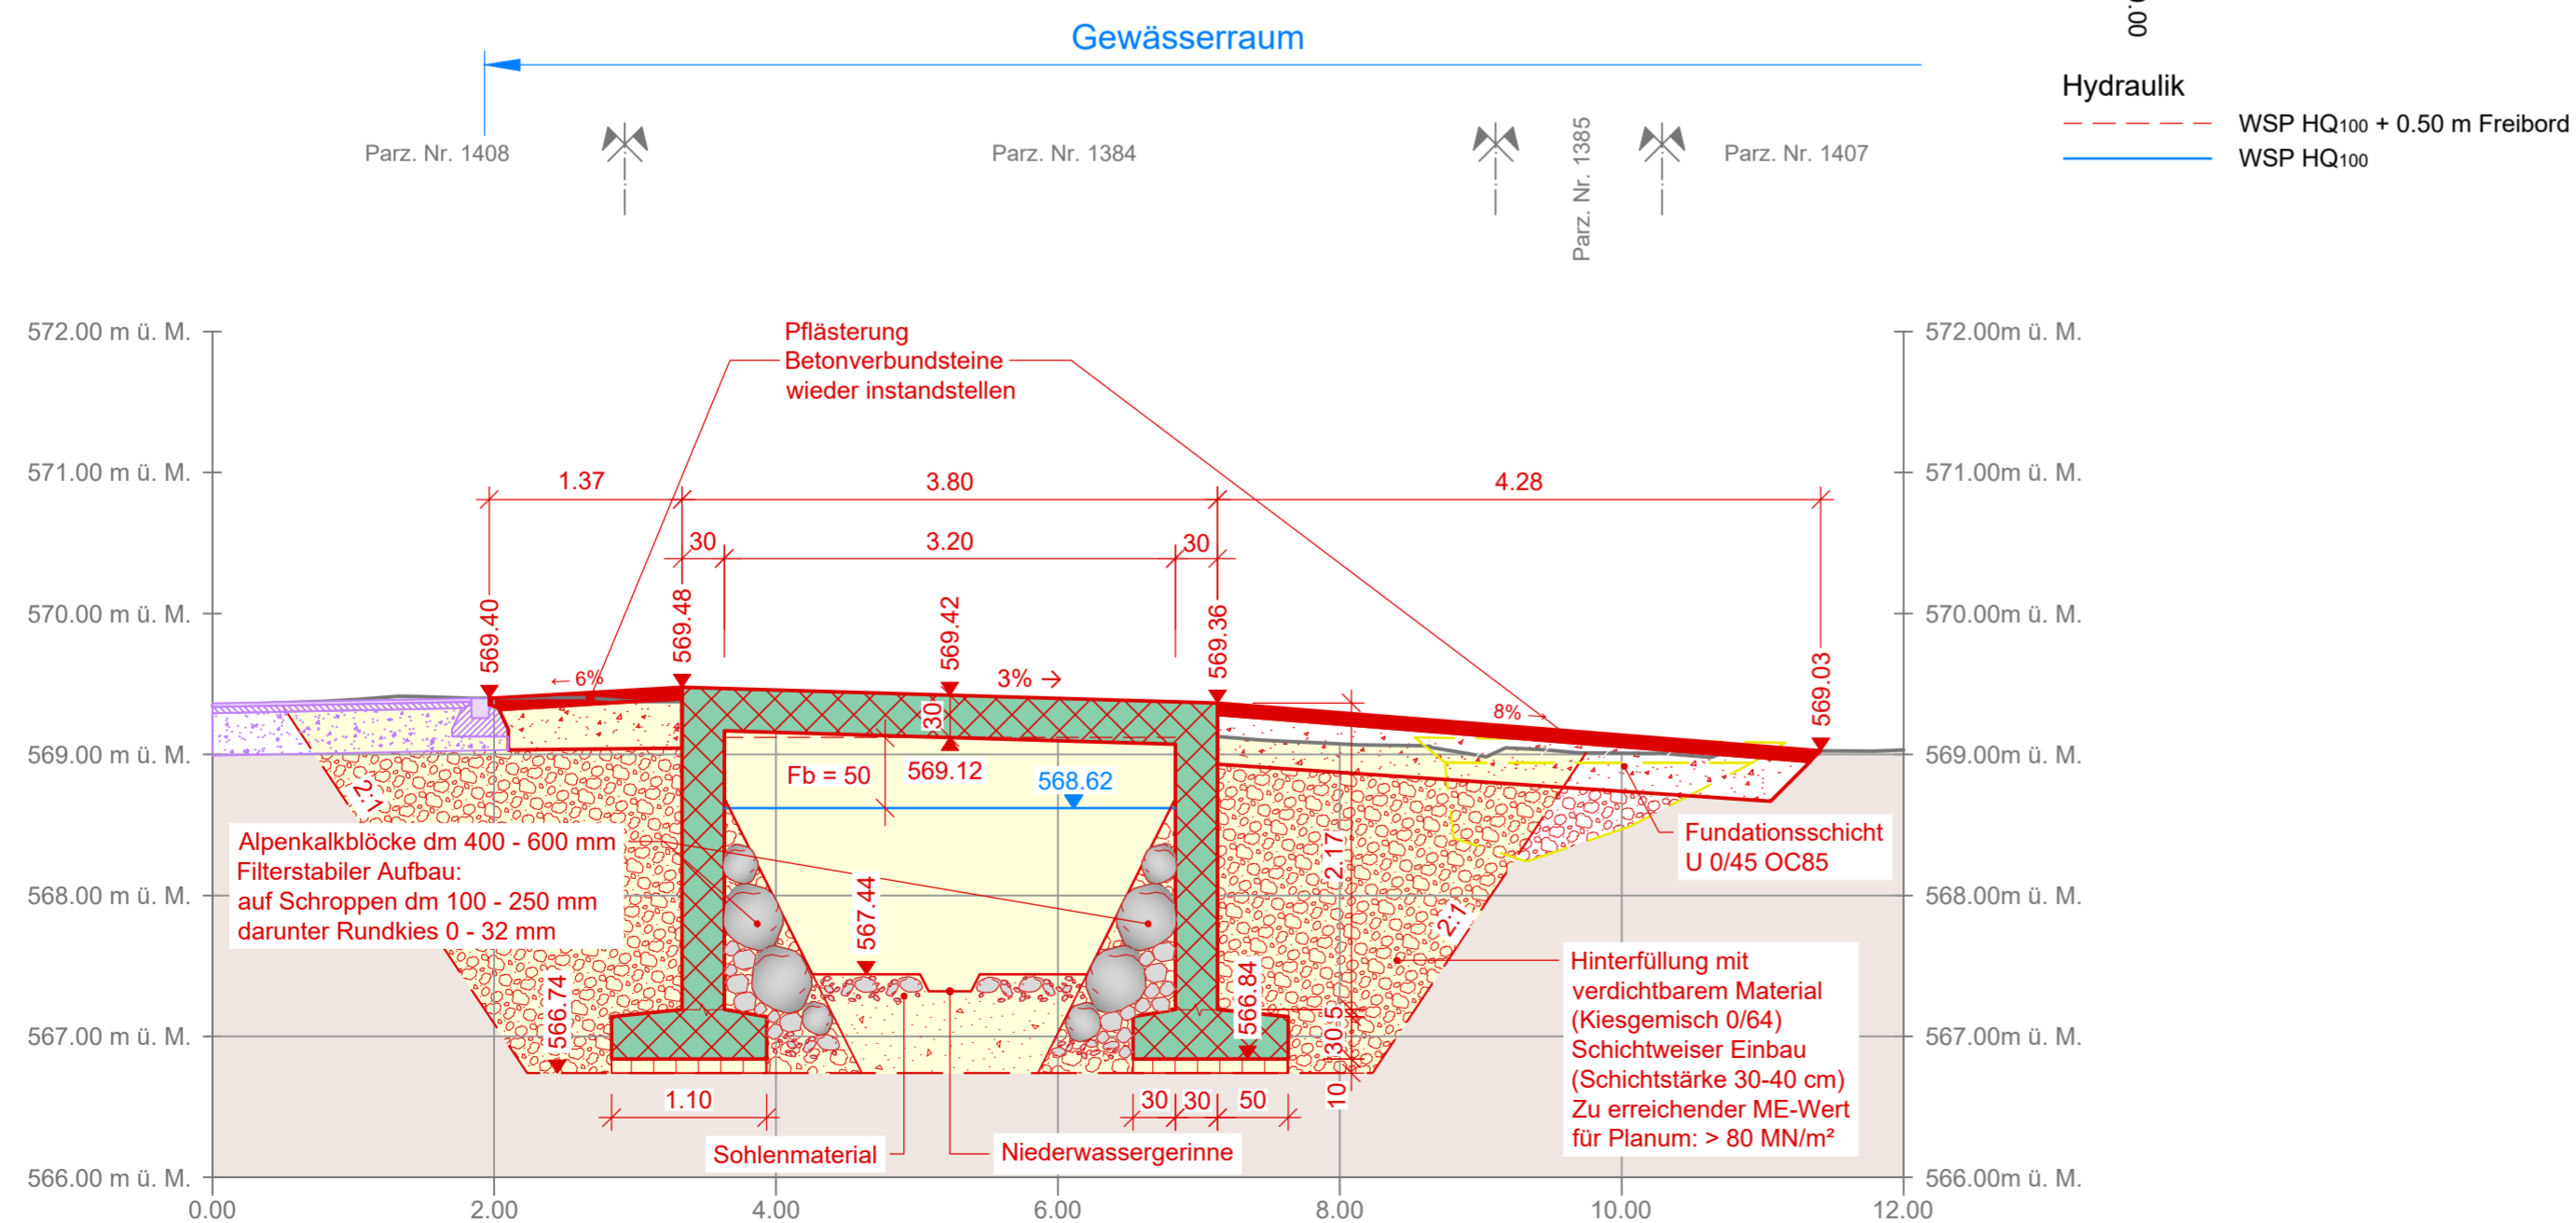 .00
Gewässerraum
Hydraulik
WSP HQ100 + 0.50 m Freibord
WSP HQ100
Parz. Nr. 1408
Parz. Nr. 1384
Parz. Nr. 1385
Parz. Nr. 1407
572.00 m ü. M.
572.00m ü. M.
Pflästerung
Betonverbundsteine
wieder instandstellen
571.00 m ü. M.
571.00m ü. M.
1.37
3.80
4.28
30
3.20
30
570.00 m ü. M.
570.00m ü. M.
569.40
569.48
569.42
569.36
569.03
← 6%
3% →
8% →
30
569.00 m ü. M.
569.00m ü. M.
Fb = 50
569.12
568.62
2:1
Alpenkalkblöcke dm 400 - 600 mm
Filterstabiler Aufbau:
auf Schroppen dm 100 - 250 mm
darunter Rundkies 0 - 32 mm
Fundationsschicht
U 0/45 OC85
2.17
568.00 m ü. M.
568.00m ü. M.
567.44
2:1
Hinterfüllung mit
verdichtbarem Material
(Kiesgemisch 0/64)
Schichtweiser Einbau
(Schichtstärke 30-40 cm)
Zu erreichender ME-Wert
für Planum: > 80 MN/m²
566.74
566.84
5
30
10
567.00 m ü. M.
567.00m ü. M.
1.10
30
30
50
Sohlenmaterial
Niederwassergerinne
566.00 m ü. M.
566.00m ü. M.
0.00
2.00
4.00
6.00
8.00
10.00
12.00